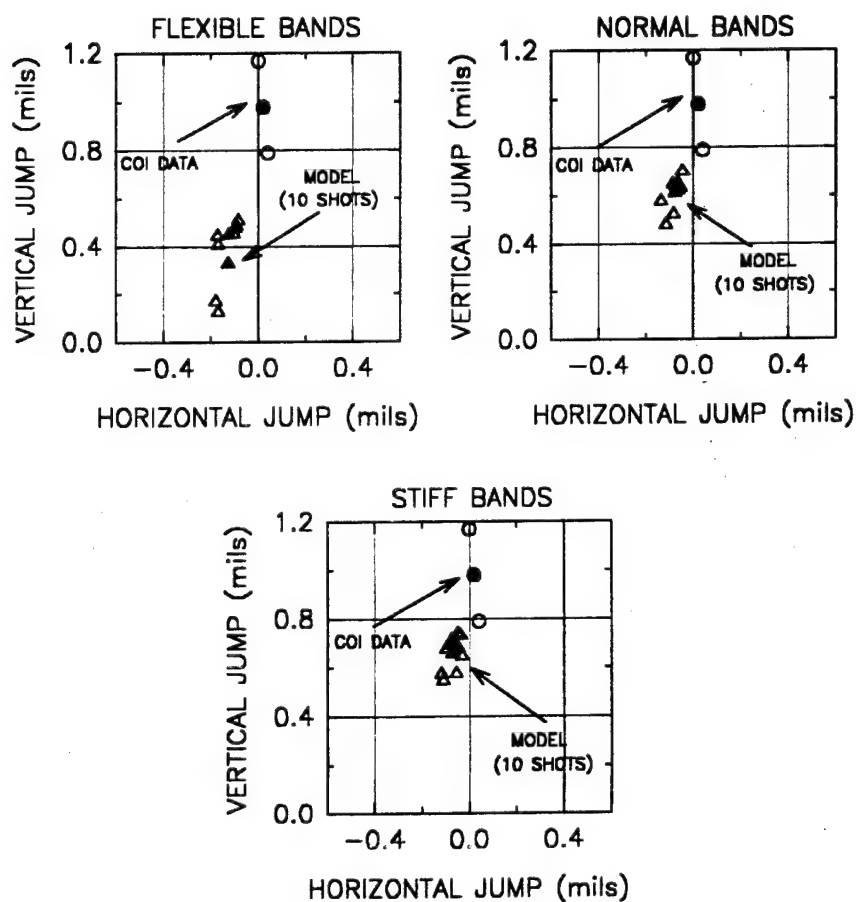 FLEXIBLE BANDS
VERTICAL JUMP (mils)
1.2
0.8
0.4
0.0
COI DATA
MODEL
(10 SHOTS)
−0.4 0.0 0.4
HORIZONTAL JUMP (mils)
NORMAL BANDS
VERTICAL JUMP (mils)
1.2
0.8
0.4
0.0
COI DATA
MODEL
(10 SHOTS)
−0.4 0.0 0.4
HORIZONTAL JUMP (mils)
STIFF BANDS
VERTICAL JUMP (mils)
1.2
0.8
0.4
0.0
COI DATA
MODEL
(10 SHOTS)
−0.4 0.0 0.4
HORIZONTAL JUMP (mils)